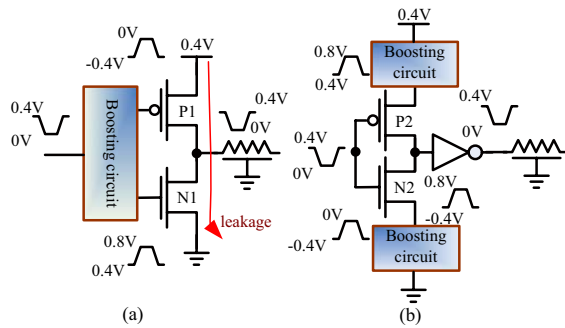 0V
-0.4V
0.4V
0.4V
0V
Boosting circuit
P1
0.4V
0V
N1
leakage
0.8V
0.4V
(a)
0.4V
0.8V
0.4V
Boosting
circuit
P2
0.4V
0V
0.4V
0V
N2
0.8V
-0.4V
0V
-0.4V
Boosting
circuit
(b)